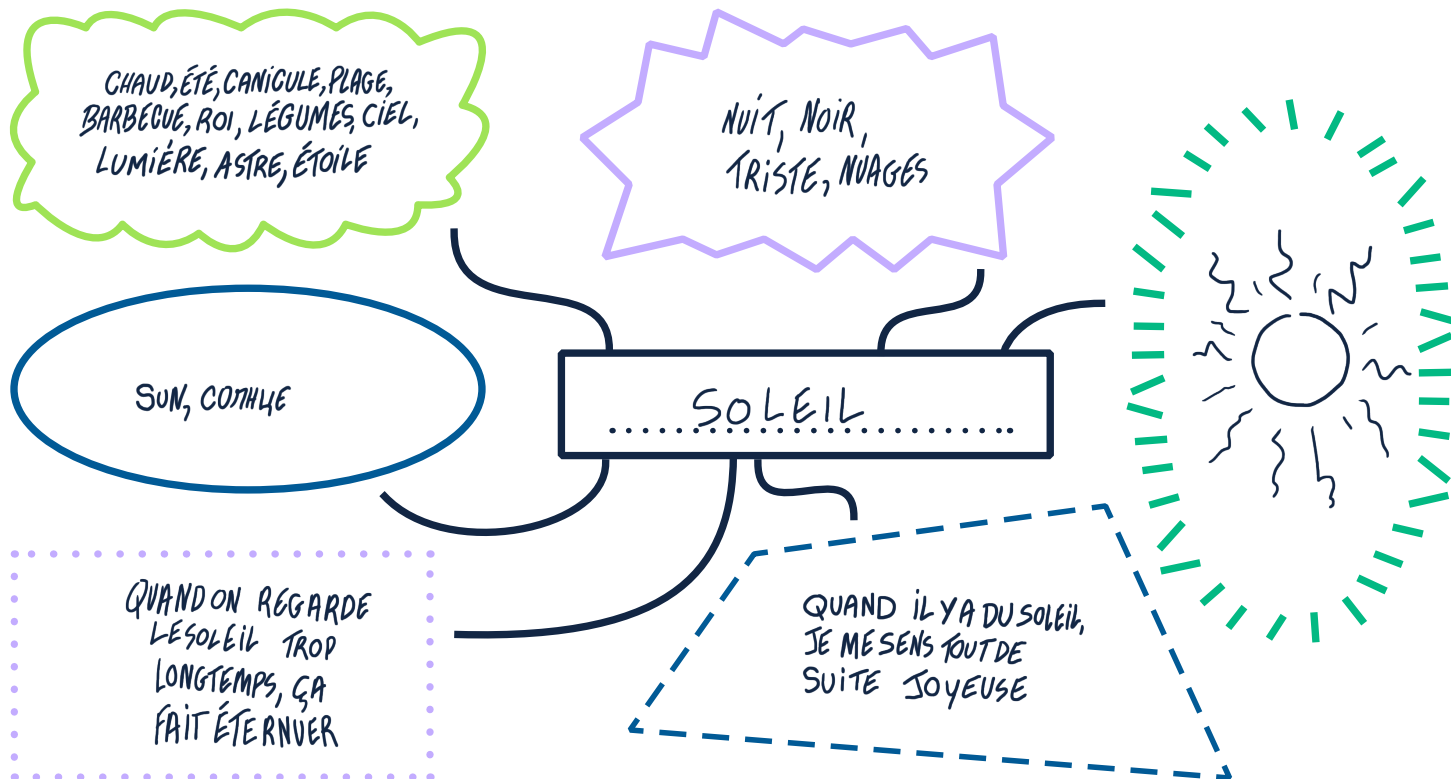 CHAUD, ÉTÉ, CANICULE, PLAGE,
BARBECUE, ROI, LÉGUMES, CIEL,
LUMIÈRE, ASTRE, ÉTOILE
NUIT, NOIR,
TRISTE, NUAGES
SUN, СОЛНЦЕ
SOLEIL
QUAND ON REGARDE
LE SOLEIL TROP
LONGTEMPS, ÇA
FAIT ÉTERNUER
QUAND IL Y A DU SOLEIL,
JE ME SENS TOUT DE
SUITE JOYEUSE